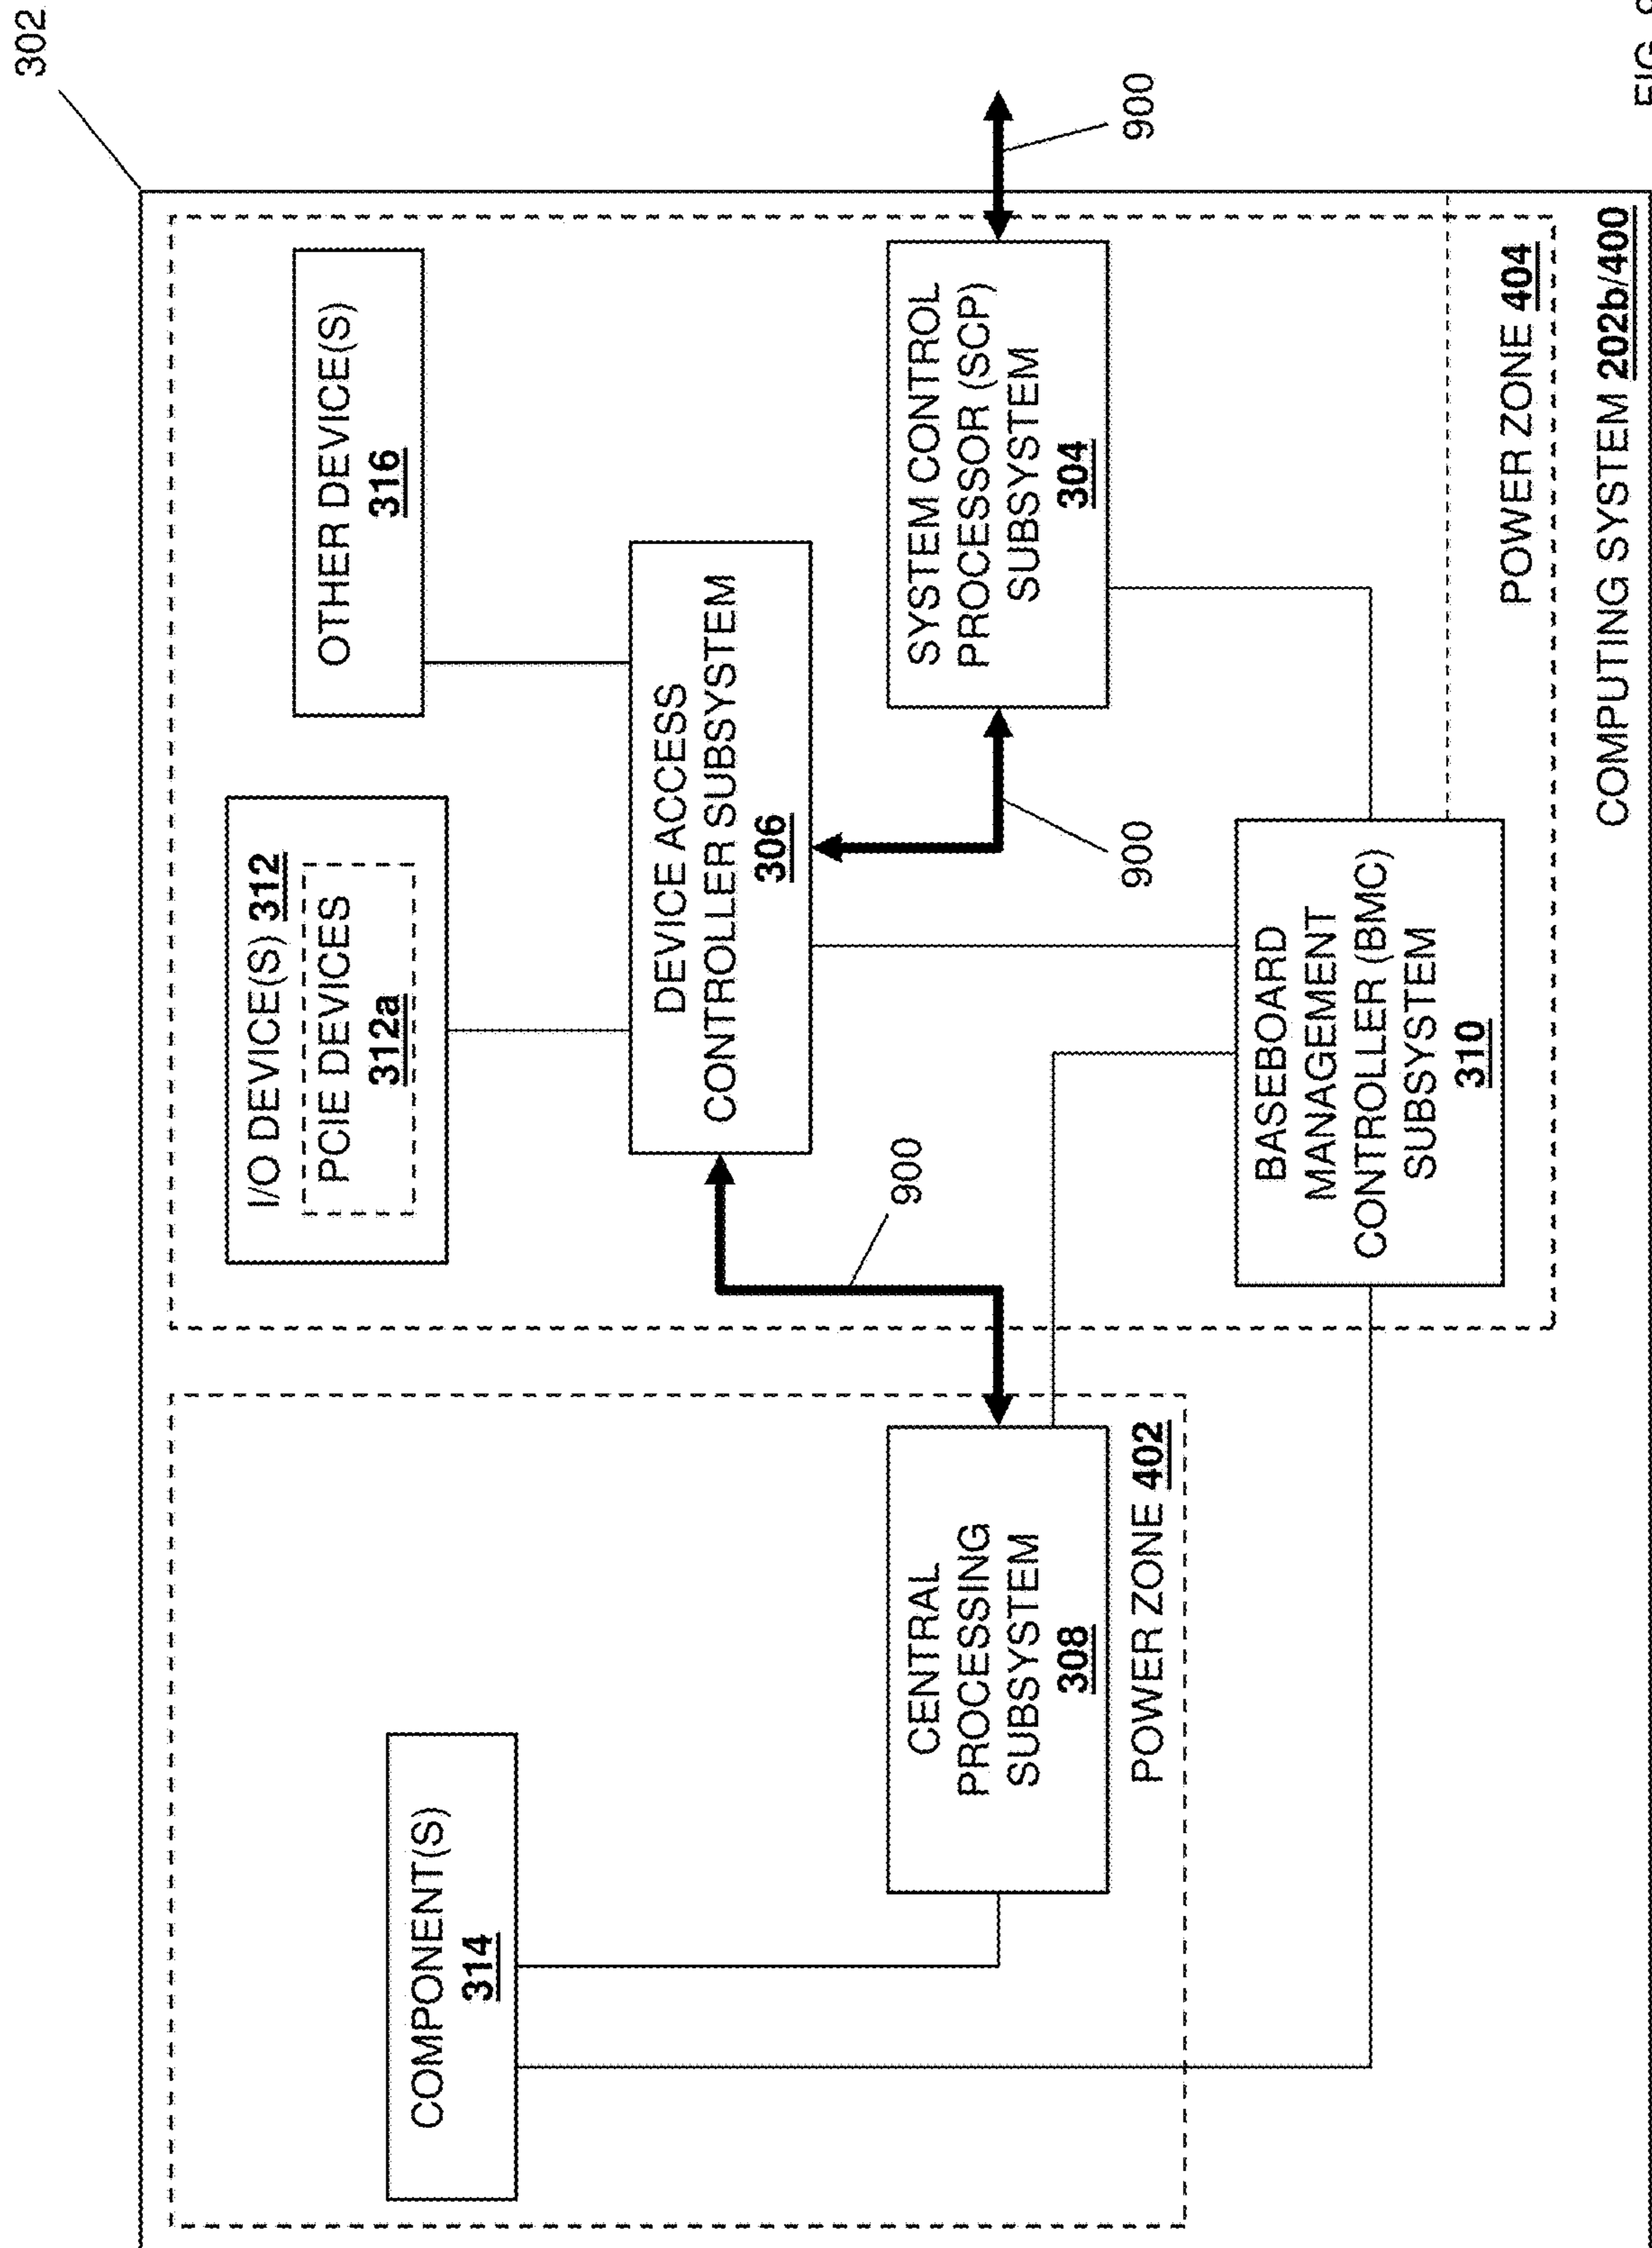 302
COMPONENT(S)
314
I/O DEVICE(S) 312
PCIE DEVICES
312a
OTHER DEVICE(S)
316
DEVICE ACCESS
CONTROLLER SUBSYSTEM
306
900
CENTRAL
PROCESSING
SUBSYSTEM
308
POWER ZONE 402
SYSTEM CONTROL
PROCESSOR (SCP)
SUBSYSTEM
304
900
900
BASEBOARD
MANAGEMENT
CONTROLLER (BMC)
SUBSYSTEM
310
POWER ZONE 404
COMPUTING SYSTEM 202b/400
FIG.